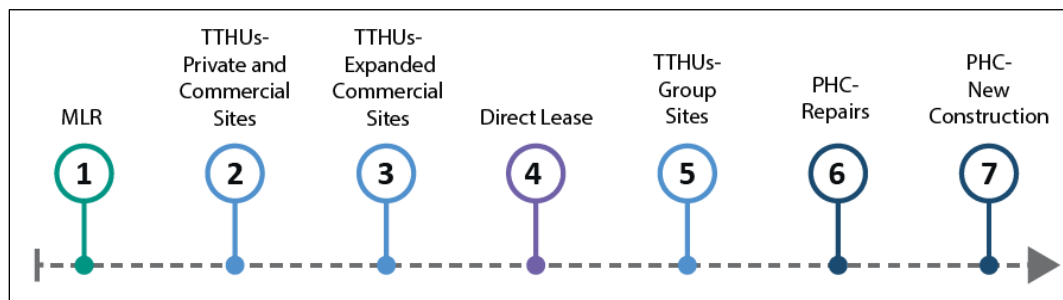 MLR
1
TTHUs-
Private and
Commercial
Sites
2
TTHUs-
Expanded
Commercial
Sites
3
Direct Lease
4
TTHUs-
Group
Sites
5
PHC-
Repairs
6
PHC-
New
Construction
7